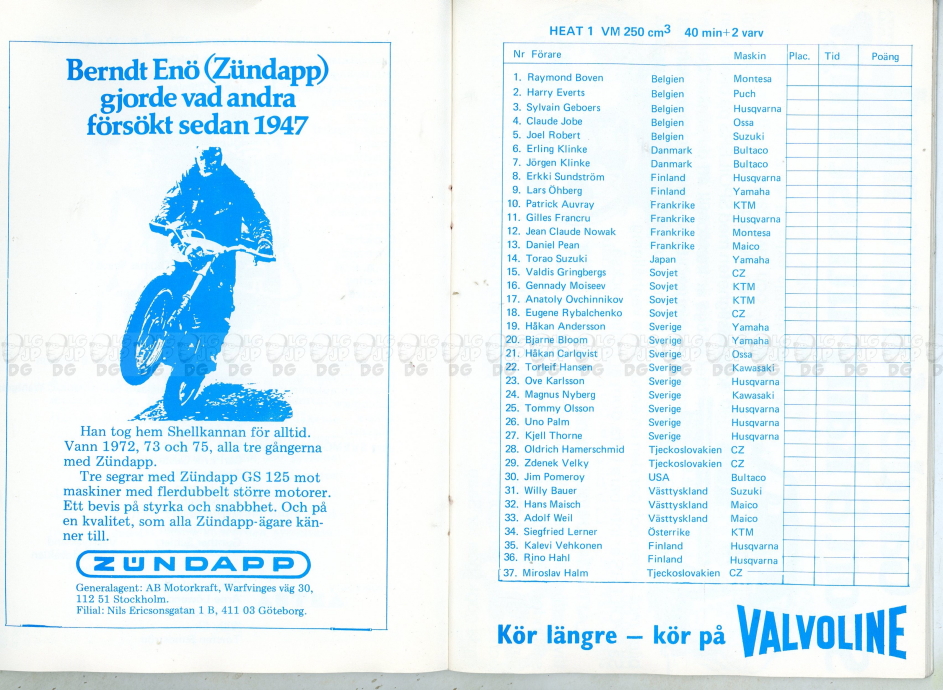 Berndt Enö (Zündapp)
gjorde vad andra
försökt sedan 1947
Han tog hem Shellkannan för alltid.
Vann 1972, 73 och 75, alla tre gångerna
med Zündapp.
Tre segrar med Zündapp GS 125 mot
maskiner med flerdubbelt större motorer.
Ett bevis på styrka och snabbhet. Och på
en kvalitet, som alla Zündapp-ägare kän-
ner till.
ZÜNDAPP
Generalagent: AB Motorkraft, Warfvinges väg 30,
112 51 Stockholm.
Filial: Nils Ericsonsgatan 1 B, 411 03 Göteborg.
HEAT 1 VM 250 cm³ 40 min+2 varv
Nr Förare Maskin Plac. Tid Poäng
1. Raymond Boven Belgien Montesa
2. Harry Everts Belgien Puch
3. Sylvain Geboers Belgien Husqvarna
4. Claude Jobe Belgien Ossa
5. Joel Robert Belgien Suzuki
6. Erling Klinke Danmark Bultaco
7. Jörgen Klinke Danmark Bultaco
8. Erkki Sundström Finland Husqvarna
9. Lars Öhberg Finland Yamaha
10. Patrick Auvray Frankrike KTM
11. Gilles Francru Frankrike Husqvarna
12. Jean Claude Nowak Frankrike Montesa
13. Daniel Pean Frankrike Maico
14. Torao Suzuki Japan Yamaha
15. Valdis Gringbergs Sovjet CZ
16. Gennady Moiseev Sovjet KTM
17. Anatoly Ovchinnikov Sovjet KTM
18. Eugene Rybalchenko Sovjet CZ
19. Håkan Andersson Sverige Yamaha
20. Bjarne Bloom Sverige Yamaha
21. Håkan Carlqvist Sverige Ossa
22. Torleif Hansen Sverige Kawasaki
23. Ove Karlsson Sverige Husqvarna
24. Magnus Nyberg Sverige Kawasaki
25. Tommy Olsson Sverige Husqvarna
26. Uno Palm Sverige Husqvarna
27. Kjell Thorne Sverige Husqvarna
28. Oldrich Hamerschmid Tjeckoslovakien CZ
29. Zdenek Velky Tjeckoslovakien CZ
30. Jim Pomeroy USA Bultaco
31. Willy Bauer Västtyskland Suzuki
32. Hans Maisch Västtyskland Maico
33. Adolf Weil Västtyskland Maico
34. Siegfried Lerner Österrike KTM
35. Kalevi Vehkonen Finland Husqvarna
36. Rino Hahl Finland Husqvarna
37. Miroslav Halm Tjeckoslovakien CZ
Kör längre – kör på VALVOLINE